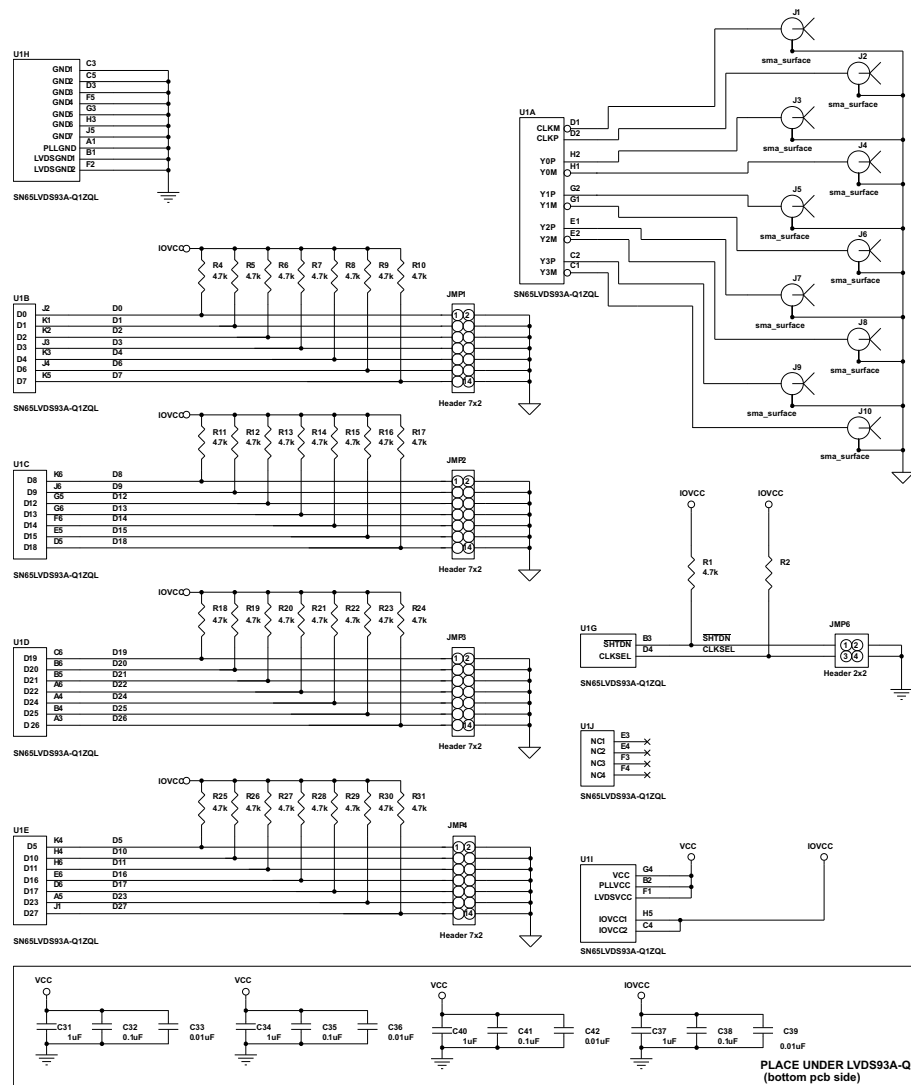 U1H
GND1 C3
GND2 C5
GND3 D3
GND4 F5
GND5 G3
GND6 H3
GND7 J5
PLLGND A1
LVDSGND1 B1
LVDSGND2 F2
SN65LVDS93A-Q1ZQL
U1A
CLKM D1
CLKP D2
Y0P H2
Y0M H1
Y1P G2
Y1M G1
Y2P E1
Y2M E2
Y3P C2
Y3M C1
SN65LVDS93A-Q1ZQL
J1
sma_surface
J2
sma_surface
J3
sma_surface
J4
sma_surface
J5
sma_surface
J6
sma_surface
J7
sma_surface
J8
sma_surface
J9
sma_surface
J10
sma_surface
IOVCC
R4 R5 R6 R7 R8 R9 R10
4.7k 4.7k 4.7k 4.7k 4.7k 4.7k 4.7k
U1B
JMP1
D0 J2 D0
D1 K1 D1
D2 K2 D2
D3 J3 D3
D4 K3 D4
D6 J4 D6
D7 K5 D7
1 2
14
SN65LVDS93A-Q1ZQL
Header 7x2
IOVCC
R11 R12 R13 R14 R15 R16 R17
4.7k 4.7k 4.7k 4.7k 4.7k 4.7k 4.7k
U1C
JMP2
D8 K6 D8
D9 J6 D9
D12 G5 D12
D13 G6 D13
D14 F6 D14
D15 E5 D15
D18 D5 D18
1 2
14
SN65LVDS93A-Q1ZQL
Header 7x2
IOVCC
R18 R19 R20 R21 R22 R23 R24
4.7k 4.7k 4.7k 4.7k 4.7k 4.7k 4.7k
U1D
JMP3
D19 C6 D19
D20 B6 D20
D21 B5 D21
D22 A6 D22
D24 A4 D24
D25 B4 D25
D26 A3 D26
1 2
14
SN65LVDS93A-Q1ZQL
Header 7x2
IOVCC
R25 R26 R27 R28 R29 R30 R31
4.7k 4.7k 4.7k 4.7k 4.7k 4.7k 4.7k
U1E
JMP4
D5 K4 D5
D10 H4 D10
D11 H6 D11
D16 E6 D16
D17 D6 D17
D23 A5 D23
D27 J1 D27
1 2
14
SN65LVDS93A-Q1ZQL
Header 7x2
IOVCC IOVCC
R1
4.7k
R2
U1G
JMP6
SHTDN B3 SHTDN
CLKSEL D4 CLKSEL
1 2
3 4
Header 2x2
SN65LVDS93A-Q1ZQL
U1J
NC1 E3
NC2 E4
NC3 F3
NC4 F4
SN65LVDS93A-Q1ZQL
VCC IOVCC
U1I
VCC G4
PLLVCC B2
LVDSVCC F1
IOVCC1 H5
IOVCC2 C4
SN65LVDS93A-Q1ZQL
VCC VCC VCC IOVCC
C31 C32 C33 C34 C35 C36 C40 C41 C42 C37 C38 C39
1uF 0.1uF 0.01uF 1uF 0.1uF 0.01uF 1uF 0.1uF 0.01uF 1uF 0.1uF 0.01uF
PLACE UNDER LVDS93A-Q
(bottom pcb side)